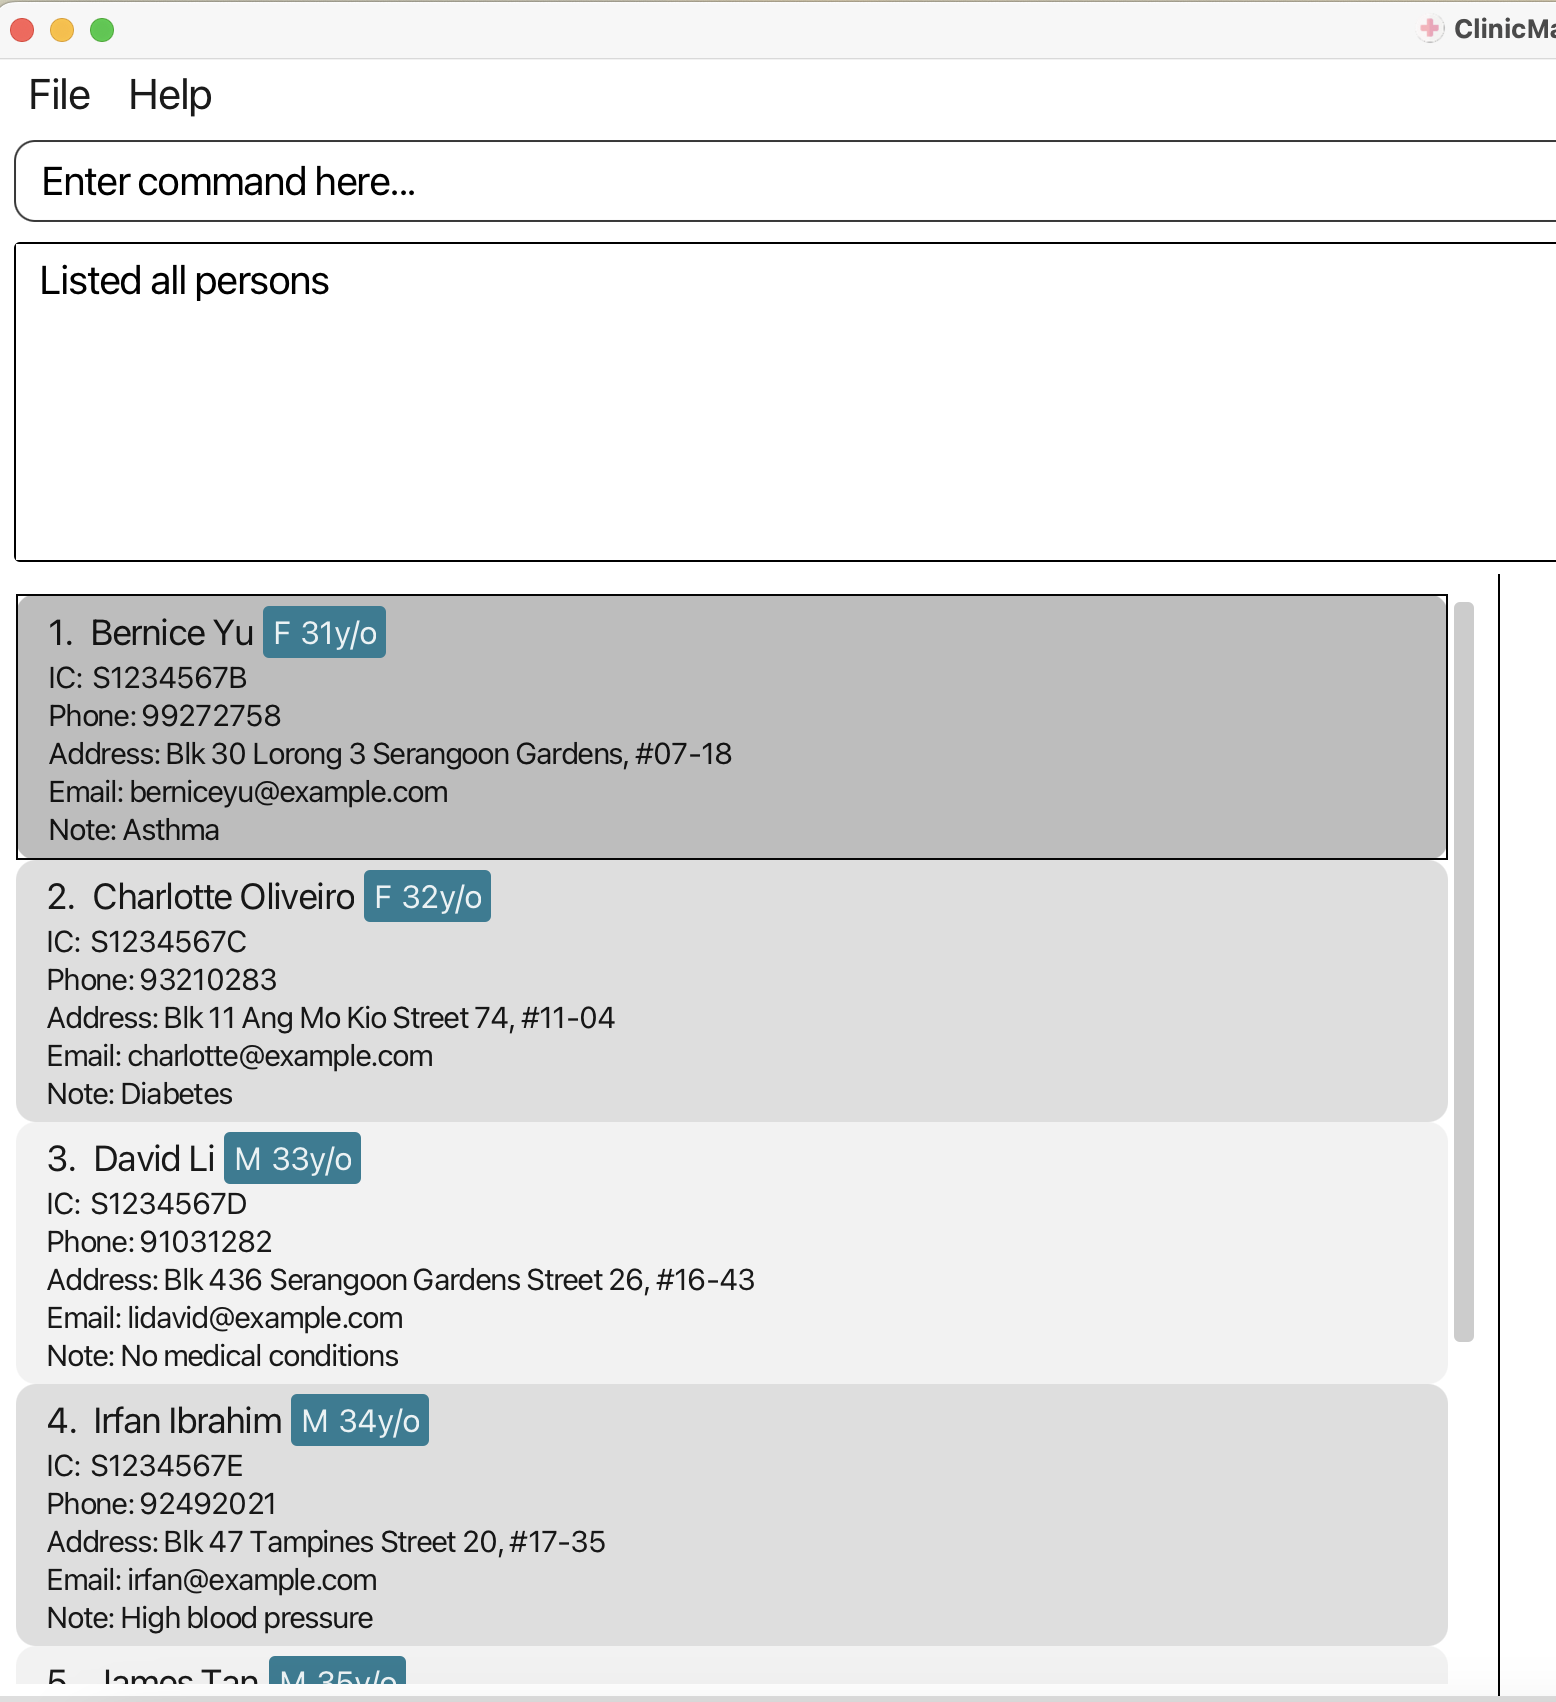 ClinicMa
File Help
Enter command here...
Listed all persons
1. Bernice Yu F 31y/o
IC: S1234567B
Phone: 99272758
Address: Blk 30 Lorong 3 Serangoon Gardens, #07-18
Email: berniceyu@example.com
Note: Asthma
2. Charlotte Oliveiro F 32y/o
IC: S1234567C
Phone: 93210283
Address: Blk 11 Ang Mo Kio Street 74, #11-04
Email: charlotte@example.com
Note: Diabetes
3. David Li M 33y/o
IC: S1234567D
Phone: 91031282
Address: Blk 436 Serangoon Gardens Street 26, #16-43
Email: lidavid@example.com
Note: No medical conditions
4. Irfan Ibrahim M 34y/o
IC: S1234567E
Phone: 92492021
Address: Blk 47 Tampines Street 20, #17-35
Email: irfan@example.com
Note: High blood pressure
5. James Tan M 35y/o